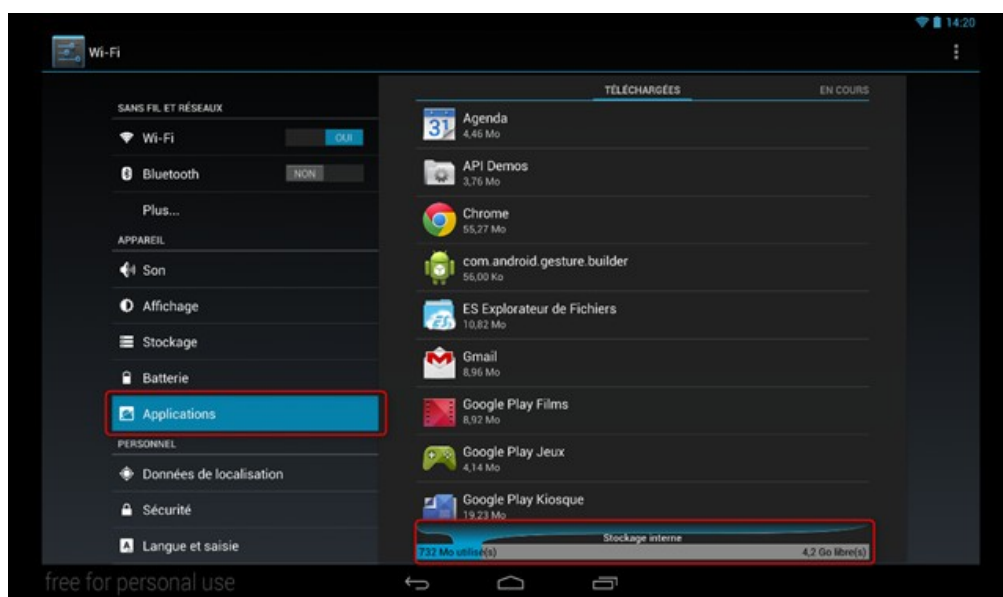 14:20
Wi-Fi
SANS FIL ET RÉSEAUX
Wi-Fi OUI
Bluetooth NON
Plus...
APPAREIL
Son
Affichage
Stockage
Batterie
Applications
PERSONNEL
Données de localisation
Sécurité
A Langue et saisie
TÉLÉCHARGÉES EN COURS
31 Agenda
4,46 Mo
API Demos
3,76 Mo
Chrome
55,27 Mo
com.android.gesture.builder
56,00 Ko
ES Explorateur de Fichiers
10,82 Mo
Gmail
8,96 Mo
Google Play Films
8,92 Mo
Google Play Jeux
4,14 Mo
Google Play Kiosque
19,23 Mo
Stockage interne
732 Mo utilisé(s) 4,2 Go libre(s)
free for personal use